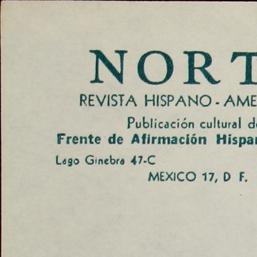 NORT
REVISTA HISPANO - AME
Publicación cultural d
Frente de Afirmación Hispan
Lago Ginebra 47-C
MEXICO 17, D F.